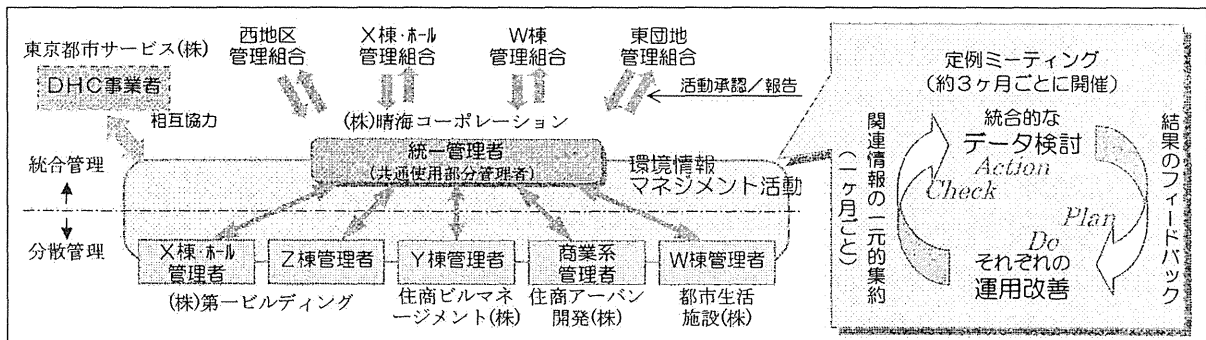 東京都市サービス(株)
DHC事業者
相互協力
西地区
管理組合
X棟・ホール
管理組合
W棟
管理組合
東団地
管理組合
活動承認/報告
(株)晴海コーポレーション
統一管理者
(共通使用部分管理者)
環境情報
マネジメント活動
統合管理
分散管理
X棟・ホール
管理者
Z棟管理者
Y棟管理者
商業系
管理者
W棟管理者
(株)第一ビルディング
住商ビルマネ
ージメント(株)
住商アーバン
開発(株)
都市生活
施設(株)
定例ミーティング
(約3ヶ月ごとに開催)
関連情報の一元的集約
(一ヶ月ごと)
統合的な
データ検討
Action
Check
Plan
Do
それぞれの
運用改善
結果のフィードバック